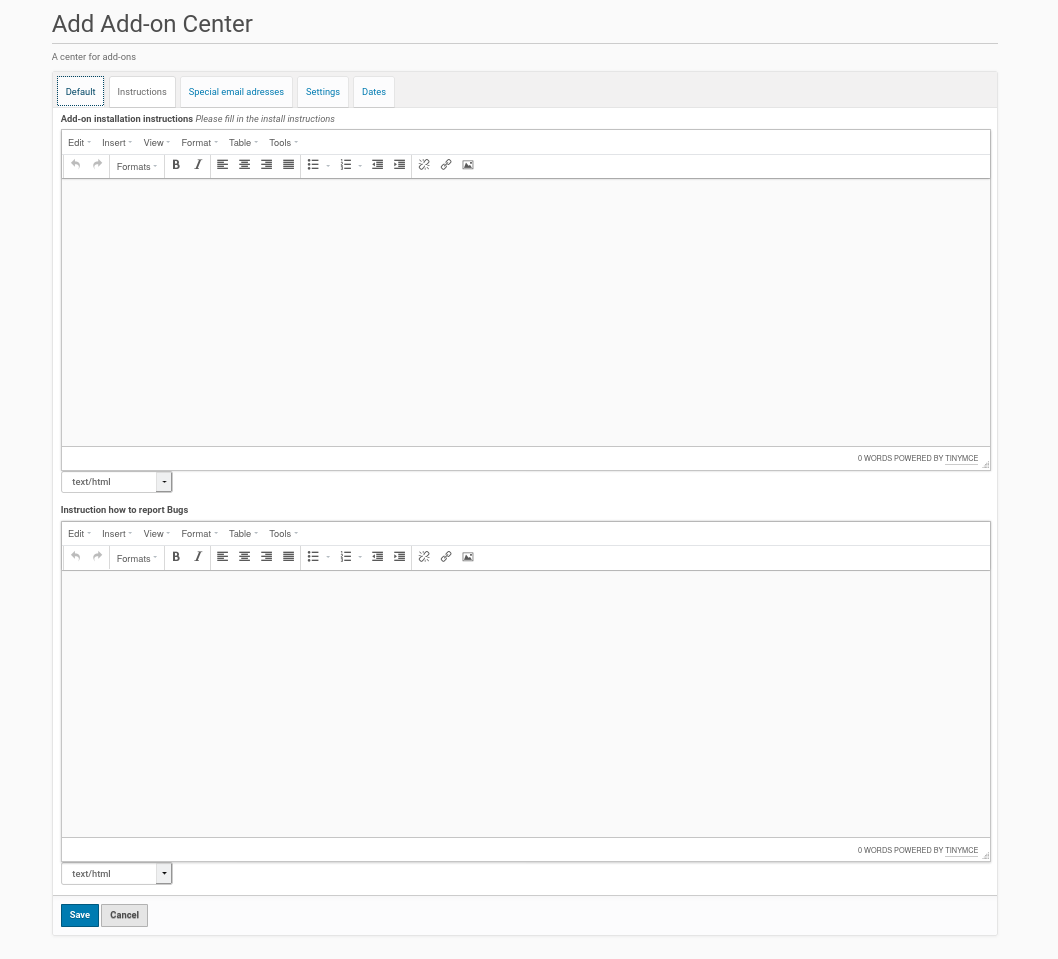 Add Add-on Center
A center for add-ons
Default Instructions Special email adresses Settings Dates
Add-on installation instructions Please fill in the install instructions
Edit Insert View Format Table Tools
Formats B I
0 WORDS POWERED BY TINYMCE
text/html
Instruction how to report Bugs
Edit Insert View Format Table Tools
Formats B I
0 WORDS POWERED BY TINYMCE
text/html
Save Cancel